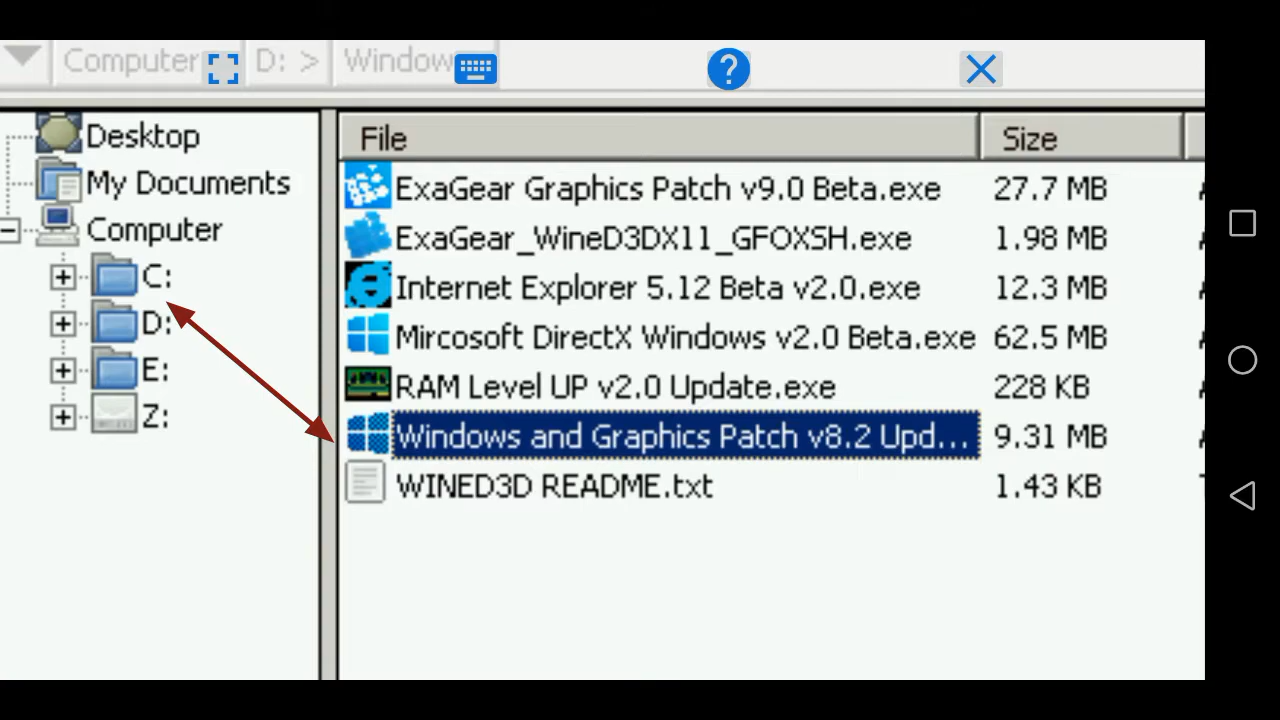 Computer D: > Window
Desktop
My Documents
Computer
C:
D:
E:
Z:
File Size
ExaGear Graphics Patch v9.0 Beta.exe 27.7 MB
ExaGear_WineD3DX11_GFOXSH.exe 1.98 MB
Internet Explorer 5.12 Beta v2.0.exe 12.3 MB
Mircosoft DirectX Windows v2.0 Beta.exe 62.5 MB
RAM Level UP v2.0 Update.exe 228 KB
Windows and Graphics Patch v8.2 Upd... 9.31 MB
WINED3D README.txt 1.43 KB